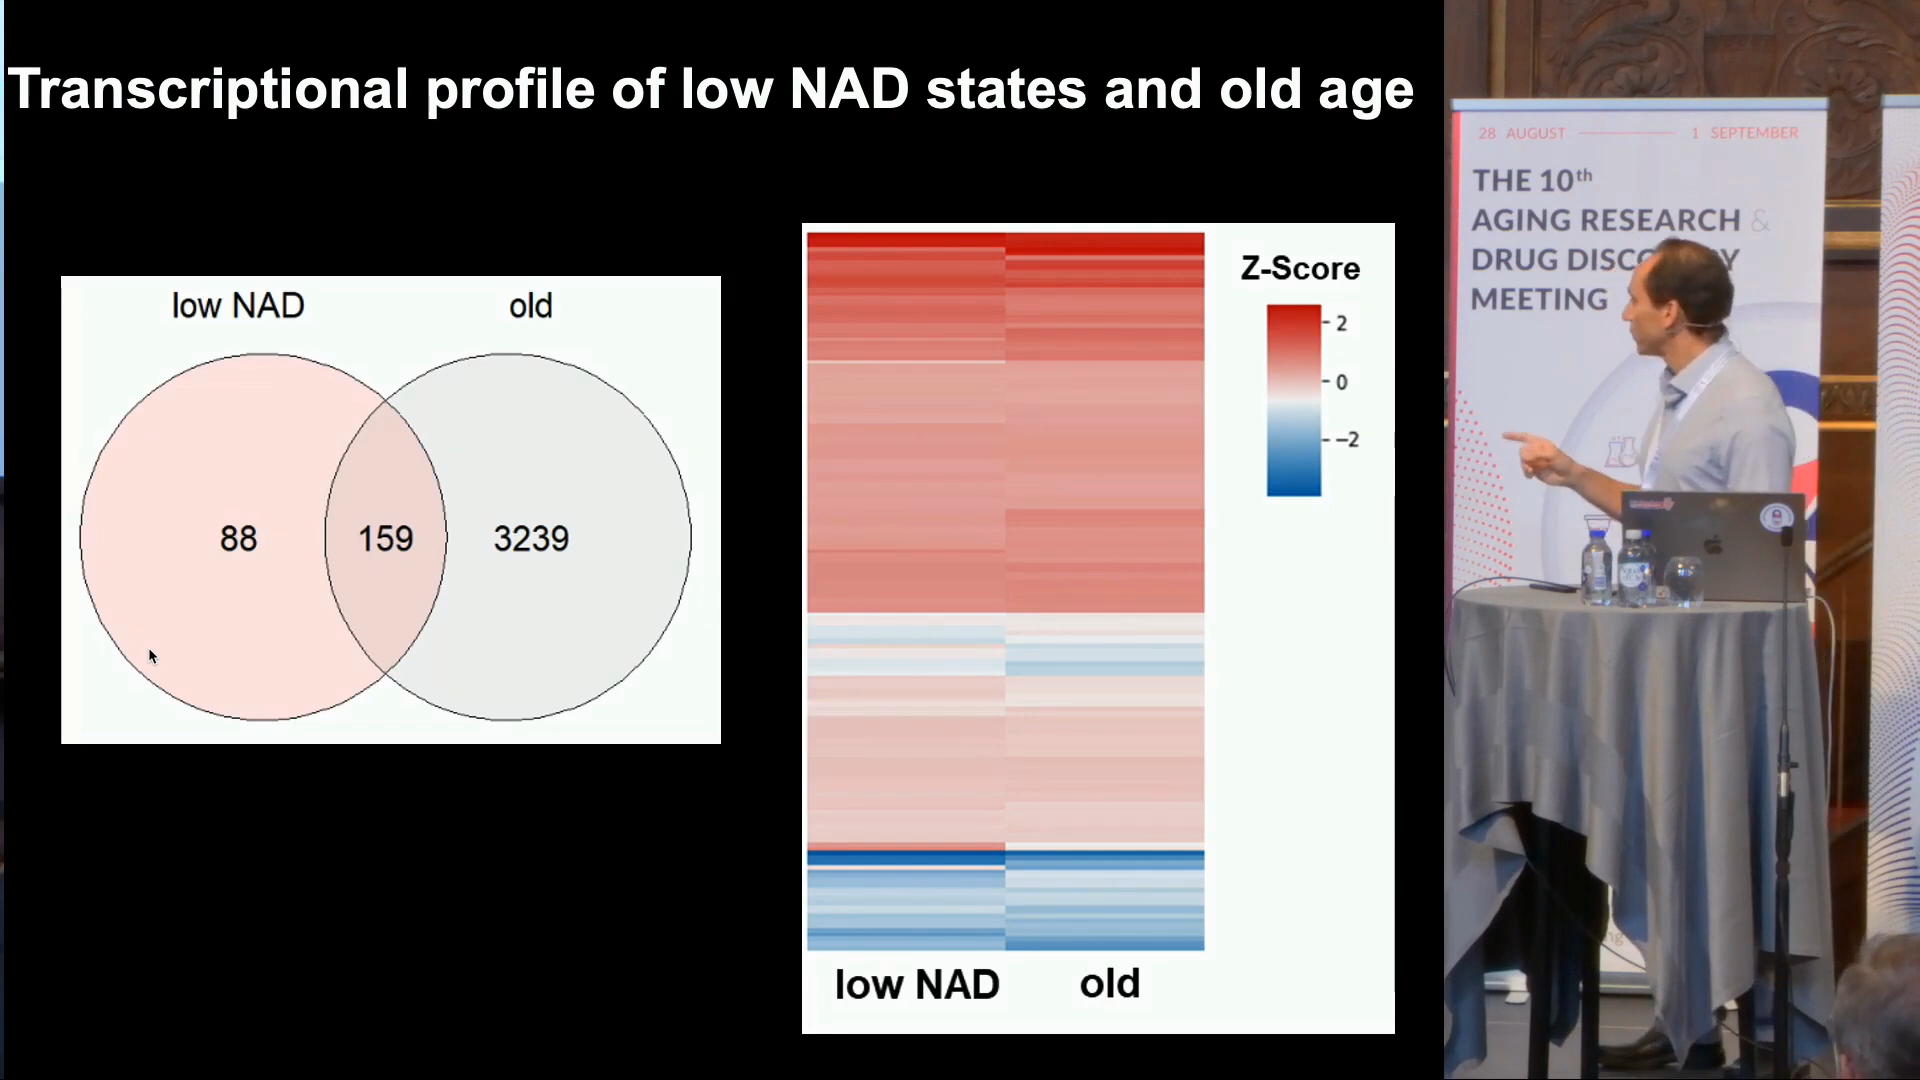 Transcriptional profile of low NAD states and old age
low NAD old
88 159 3239
Z-Score
2
0
−2
low NAD old
28 AUGUST 1 SEPTEMBER
THE 10th
AGING RESEARCH &
DRUG DISCOVERY
MEETING